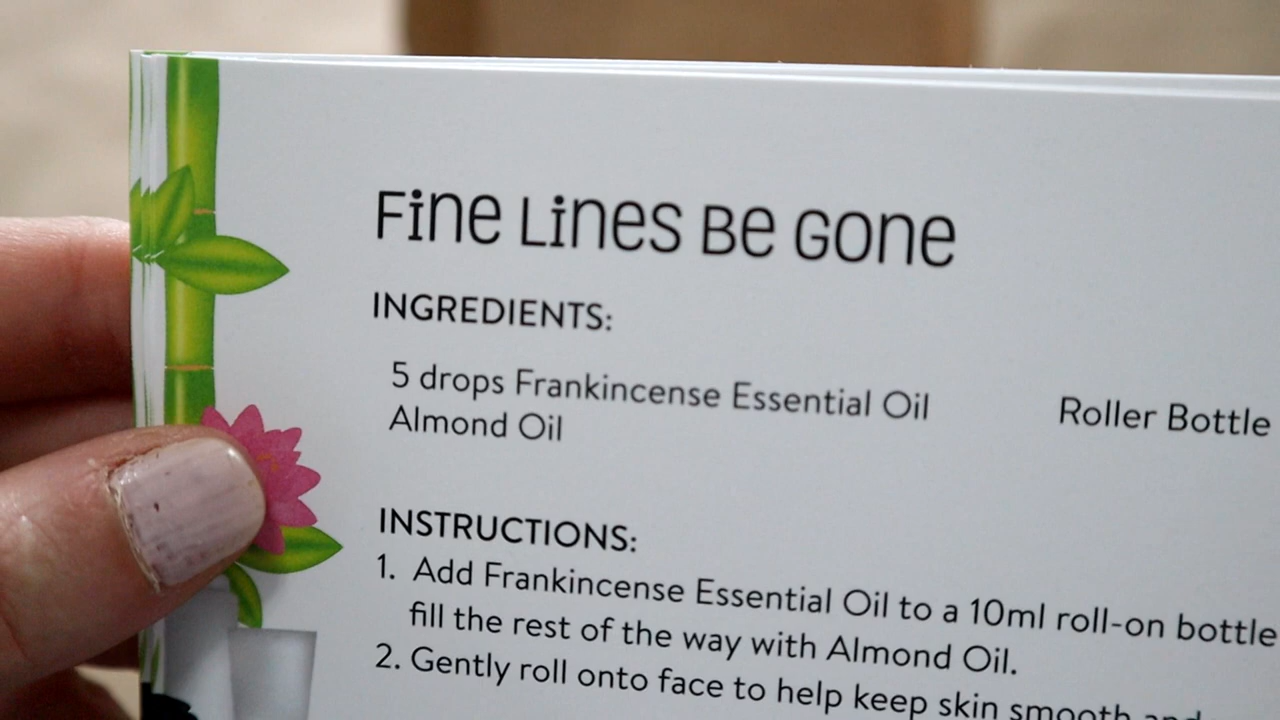 Fine Lines Be Gone
INGREDIENTS:
5 drops Frankincense Essential Oil Roller Bottle
Almond Oil
INSTRUCTIONS:
1. Add Frankincense Essential Oil to a 10ml roll-on bottle
fill the rest of the way with Almond Oil.
2. Gently roll onto face to help keep skin smooth and